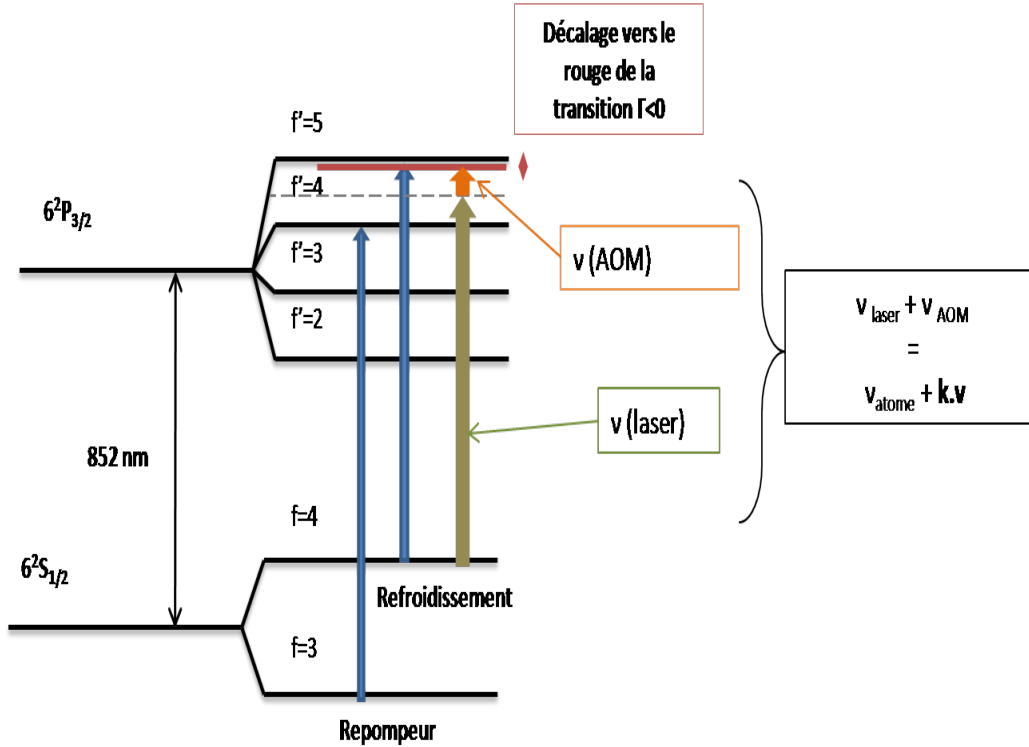 Décalage vers le
rouge de la
transition Γ<0
f'=5
f'=4
6²P₃/₂
f'=3
ν (AOM)
f'=2
ν laser + ν AOM
=
νatome + k.v
ν (laser)
852 nm
f=4
6²S₁/₂
Refroidissement
f=3
Repompeur